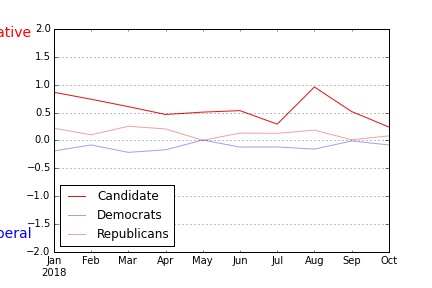 2.0
ative
1.5
1.0
0.5
0.0
−0.5
−1.0
Candidate
Democrats
Republicans
−1.5
peral
−2.0
Jan Feb Mar Apr May Jun Jul Aug Sep Oct
2018